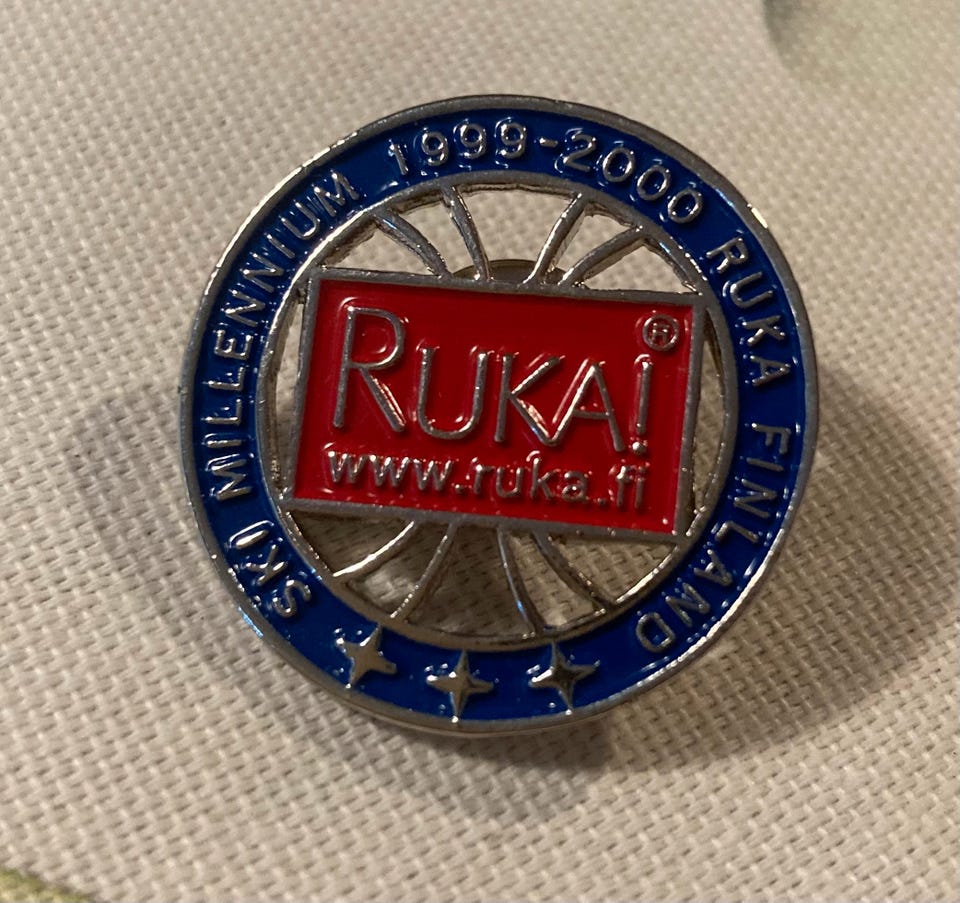 SKI MILLENNIUM 1999-2000 RUKA FINLAND
RUKA! ®
www.ruka.fi